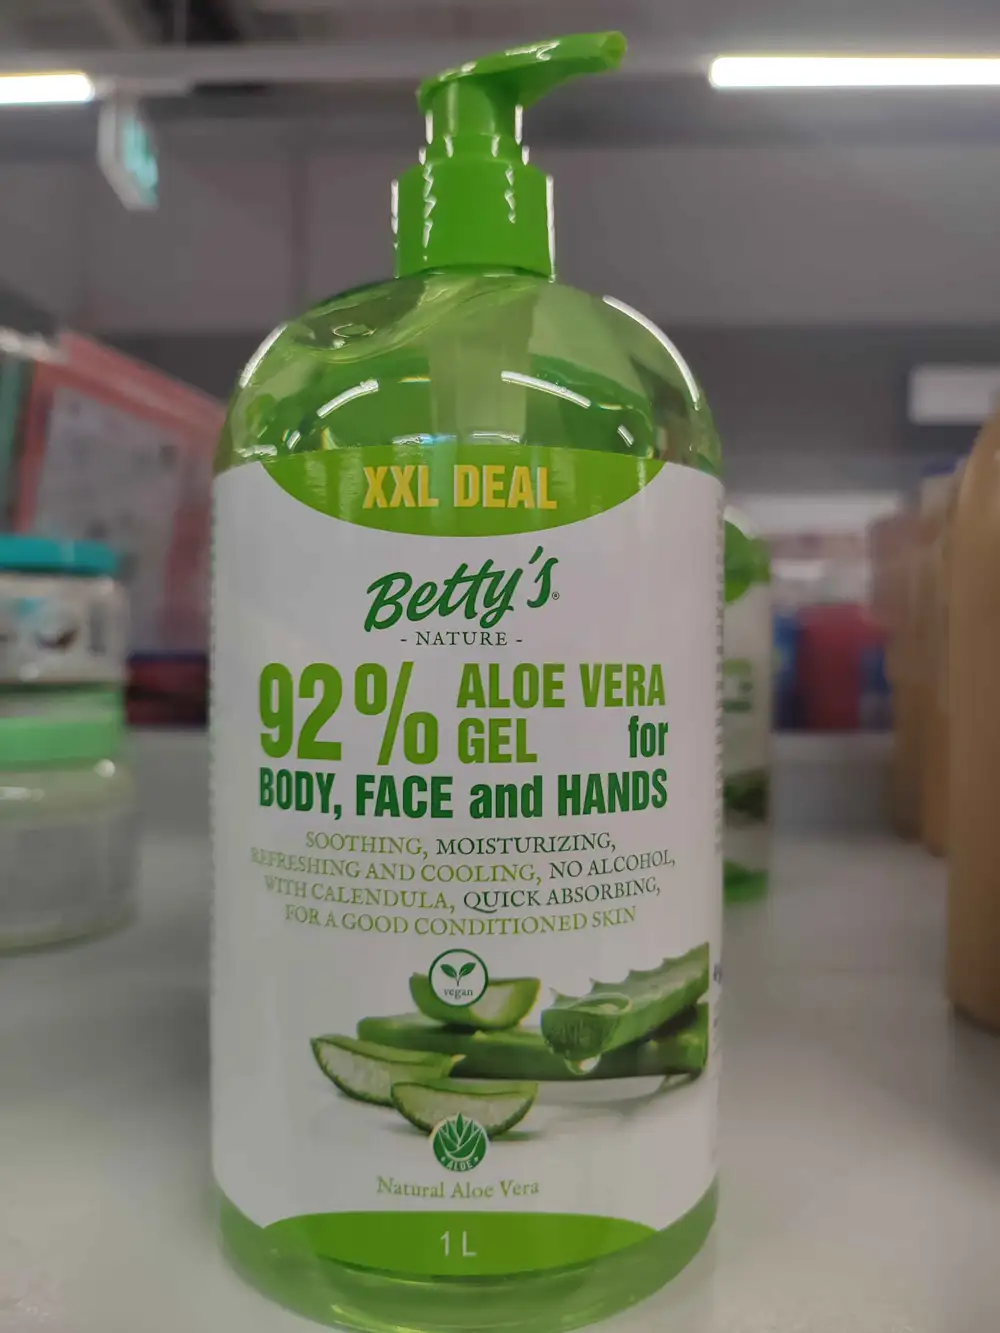 XXL DEAL
Betty's®
- NATURE -
92% ALOE VERA
GEL for
BODY, FACE and HANDS
SOOTHING, MOISTURIZING,
REFRESHING AND COOLING, NO ALCOHOL,
WITH CALENDULA, QUICK ABSORBING,
FOR A GOOD CONDITIONED SKIN
vegan
ALOE
Natural Aloe Vera
1 L